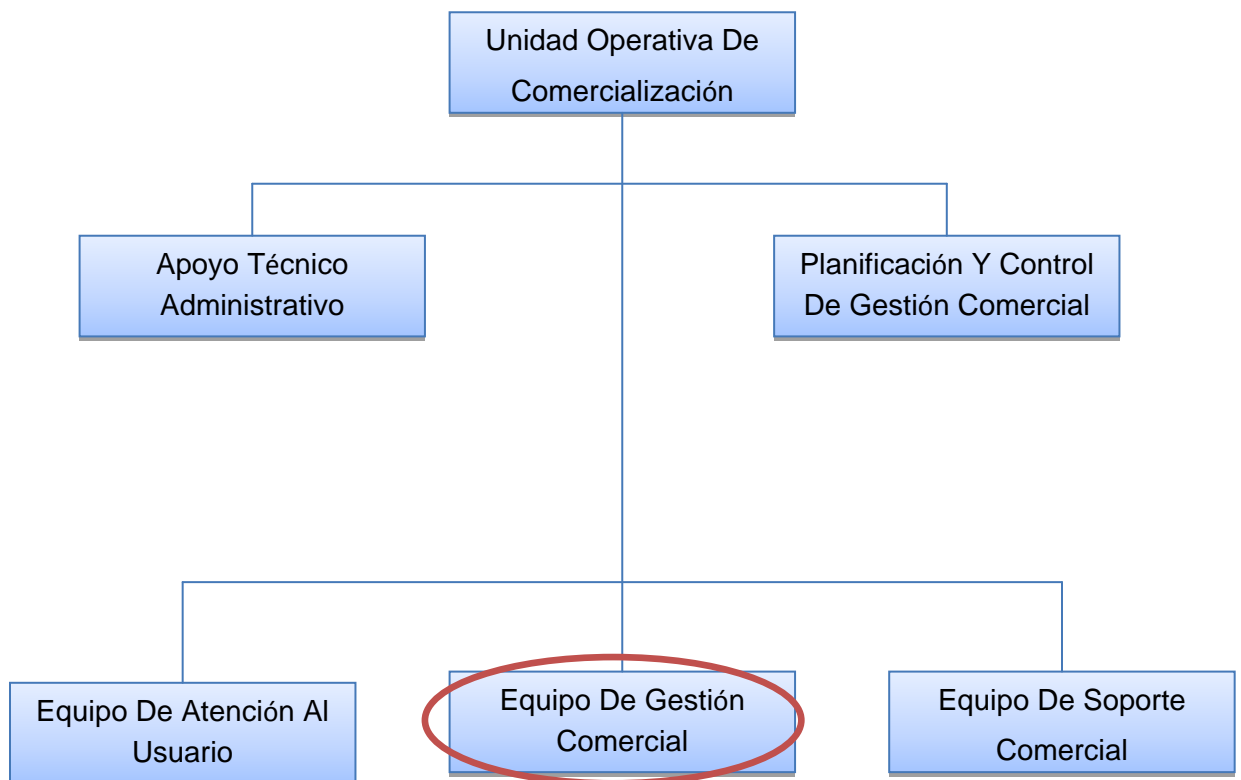 Unidad Operativa De
Comercialización
Apoyo Técnico
Administrativo
Planificación Y Control
De Gestión Comercial
Equipo De Atención Al
Usuario
Equipo De Gestión
Comercial
Equipo De Soporte
Comercial